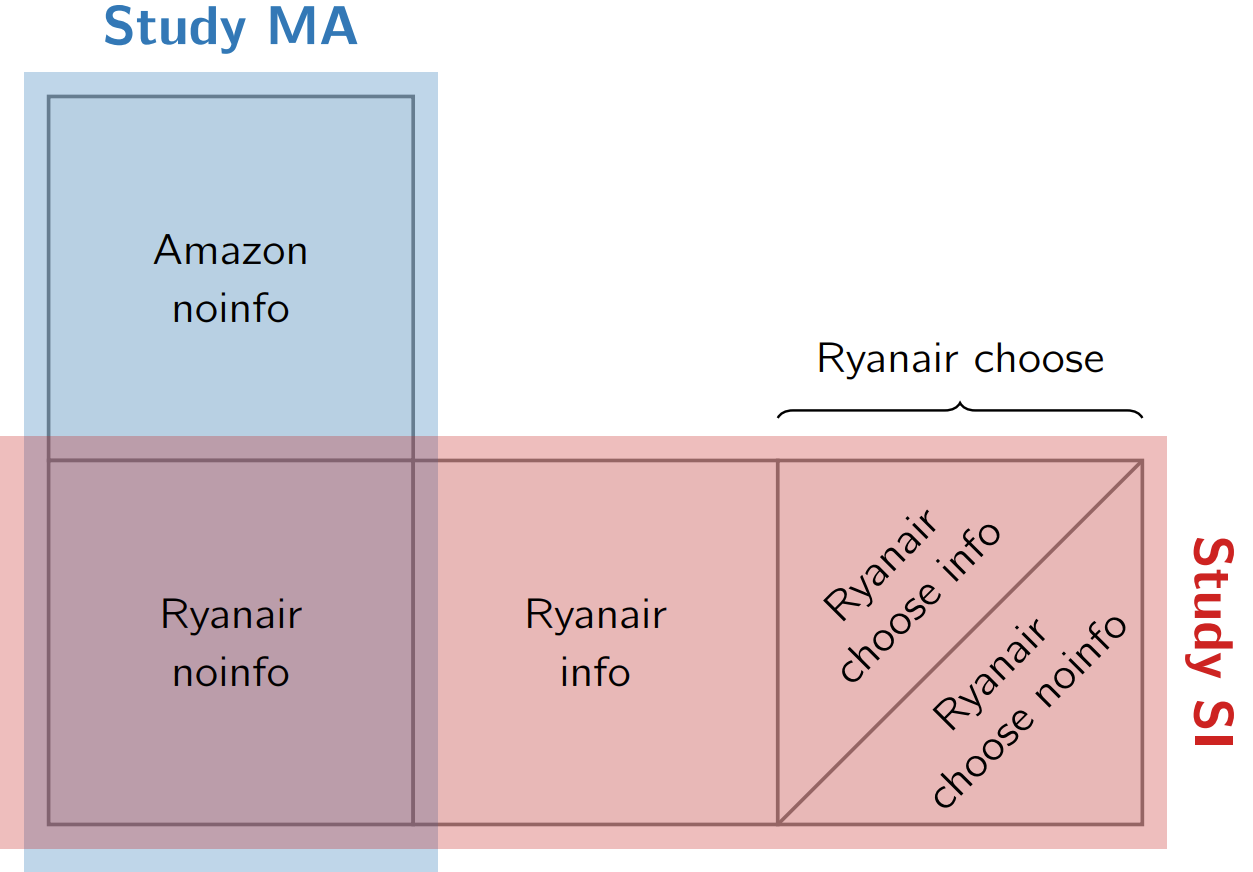 Study MA
Amazon
noinfo
Ryanair choose
Ryanair
noinfo
Ryanair
info
Ryanair
choose info
Ryanair
choose noinfo
Study SI